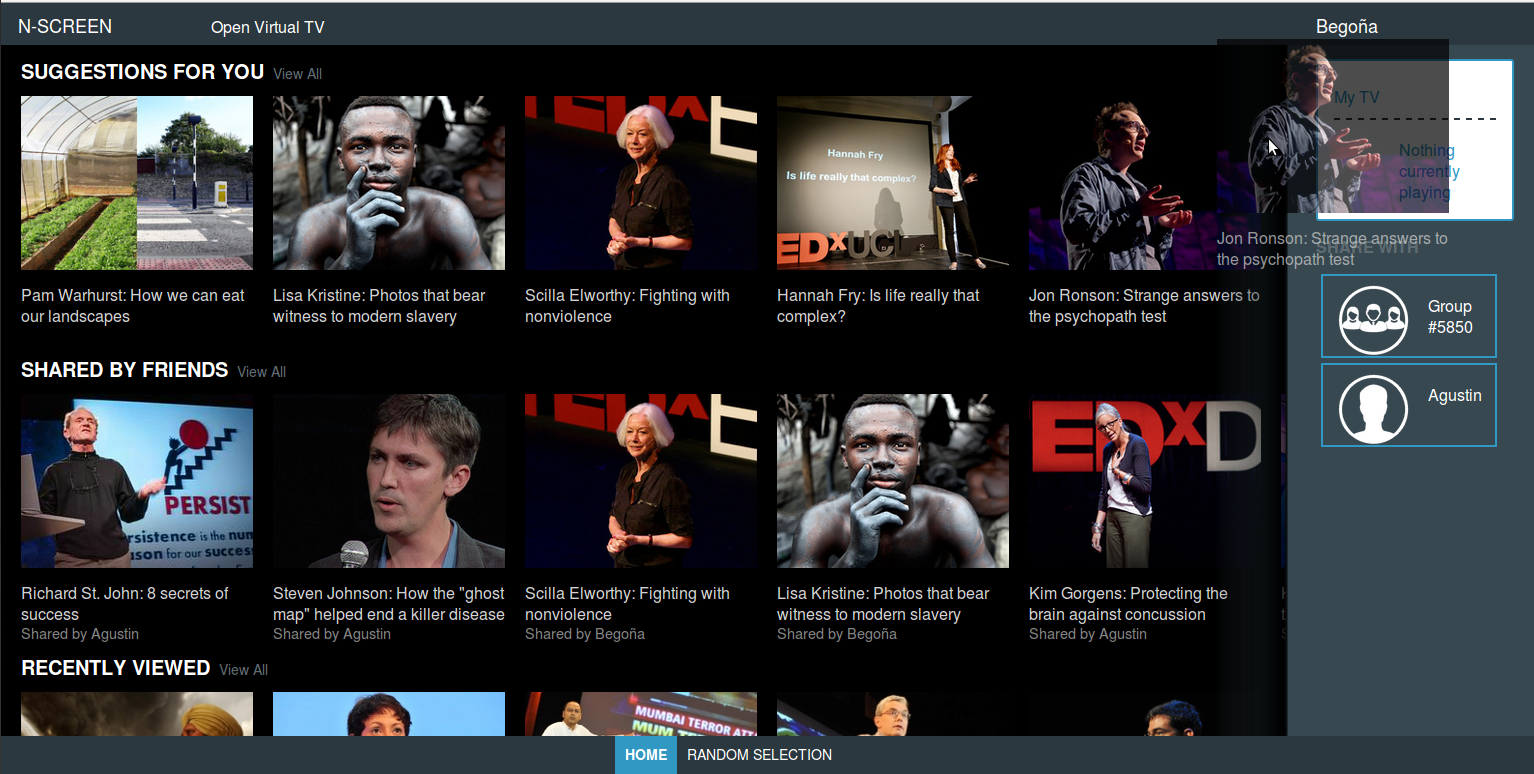 N-SCREEN
Open Virtual TV
Begoña
SUGGESTIONS FOR YOU View All
Hannah Fry
Is life really that complex?
EDxUCL
Pam Warhurst: How we can eat
our landscapes
Lisa Kristine: Photos that bear
witness to modern slavery
Scilla Elworthy: Fighting with
nonviolence
Hannah Fry: Is life really that
complex?
Jon Ronson: Strange answers to
the psychopath test
My TV
Nothing
currently
playing
Jon Ronson: Strange answers to
the psychopath test
SHARE WITH
Group
#5850
Agustin
SHARED BY FRIENDS View All
PERSIST
rsistence is the num
son for our success
EDxD
Richard St. John: 8 secrets of
success
Shared by Agustin
Steven Johnson: How the "ghost
map" helped end a killer disease
Shared by Agustin
Scilla Elworthy: Fighting with
nonviolence
Shared by Begoña
Lisa Kristine: Photos that bear
witness to modern slavery
Shared by Begoña
Kim Gorgens: Protecting the
brain against concussion
Shared by Agustin
RECENTLY VIEWED View All
MUMBAI TERROR ATT
HOME
RANDOM SELECTION